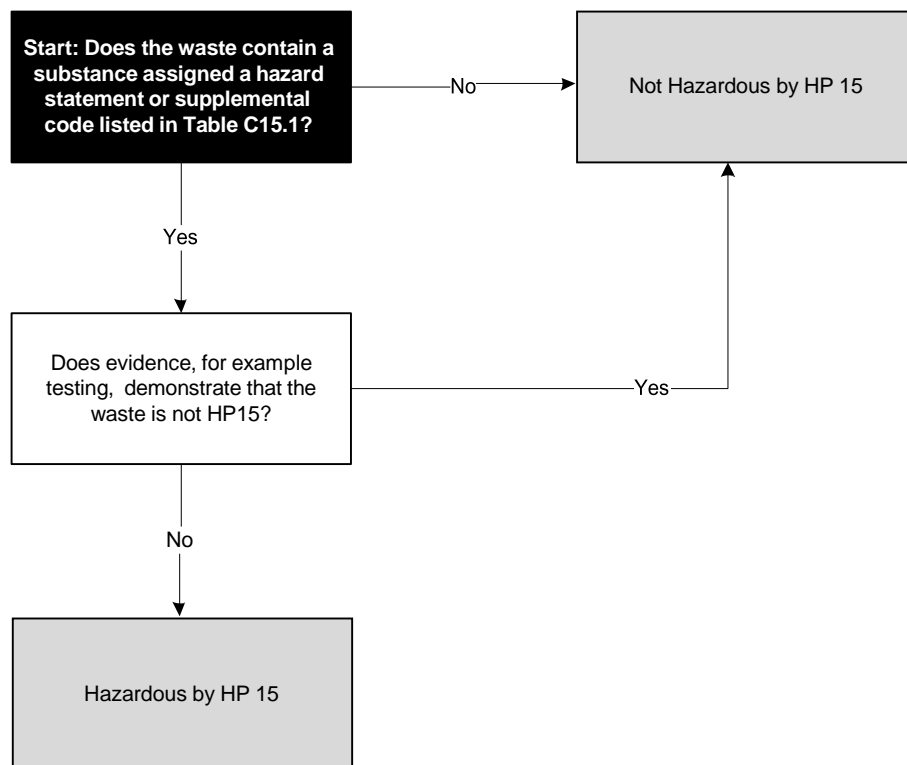 Start: Does the waste contain a
substance assigned a hazard
statement or supplemental
code listed in Table C15.1?
No
Not Hazardous by HP 15
Yes
Does evidence, for example
testing, demonstrate that the
waste is not HP15?
Yes
No
Hazardous by HP 15